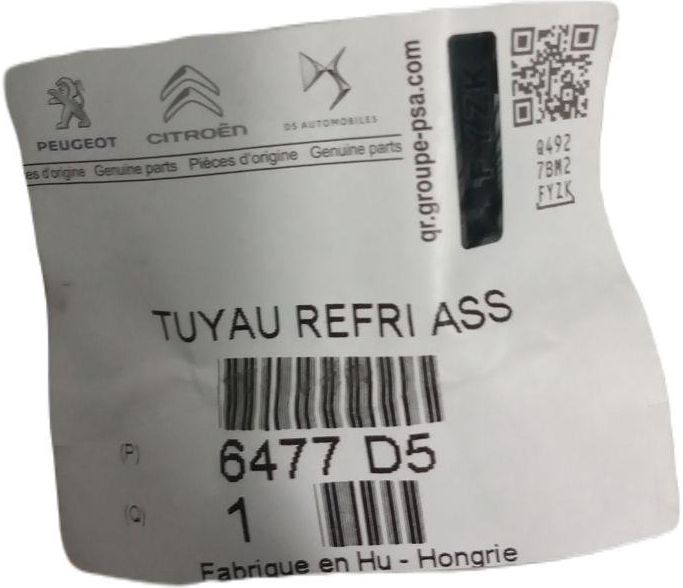 PEUGEOT
CITROËN
DS AUTOMOBILES
es d'origine Genuine parts Pièces d'origine Genuine parts
qr.groupe-psa.com
Q492
7BM2
FYZK
TUYAU REFRI ASS
(P) 6477 D5
(Q) 1
Fabrique en Hu - Hongrie